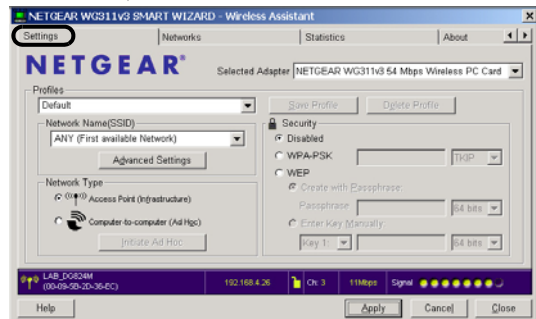 NETGEAR WG311v3 SMART WIZARD - Wireless Assistant
Settings Networks Statistics About
NETGEAR® Selected Adapter NETGEAR WG311v3 54 Mbps Wireless PC Card
Profiles
Default Save Profile Delete Profile
Network Name(SSID)
ANY (First available Network)
Advanced Settings
Security
Disabled
WPA-PSK TKIP
WEP
Create with Passphrase:
Passphrase 64 bits
Enter Key Manually:
Key 1: 64 bits
Network Type
Access Point (Infrastructure)
Computer-to-computer (Ad Hoc)
Initiate Ad Hoc
LAB_DG824M
(00-09-5B-2D-36-EC)
192.168.4.26 Ch: 3 11Mbps Signal
Help Apply Cancel Close